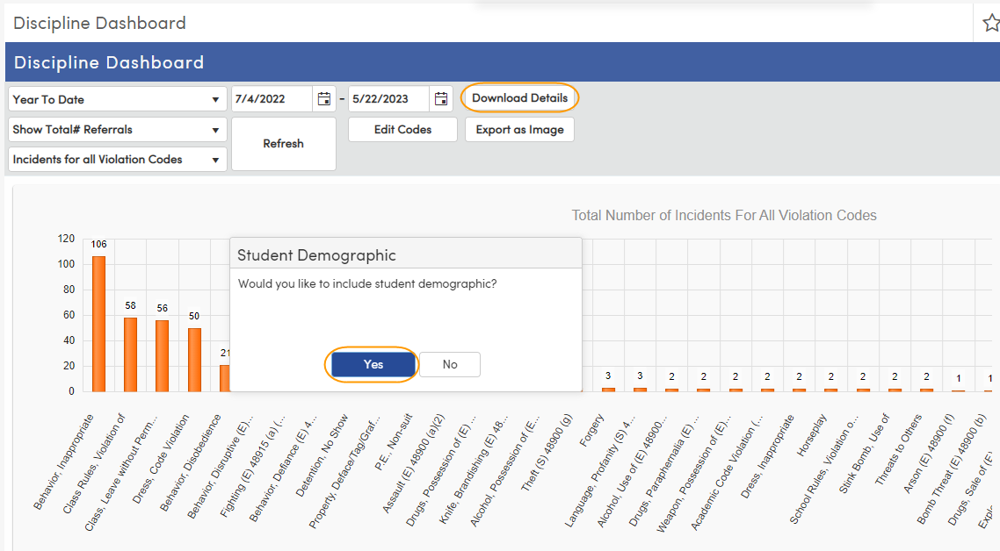 Discipline Dashboard
Discipline Dashboard
Year To Date
7/4/2022
-
5/22/2023
Download Details
Show Total# Referrals
Refresh
Edit Codes
Export as Image
Incidents for all Violation Codes
Total Number of Incidents For All Violation Codes
120
100
80
60
40
20
0
106
58
56
50
21
Student Demographic
Would you like to include student demographic?
Yes
No
3
3
2
2
2
2
2
2
2
2
2
1
1
Behavior, Inappropriate
Class Rules, Violation of
Class, Leave without Perm...
Dress, Code Violation
Behavior, Disobedience
Behavior, Disruptive (E)...
Fighting (E) 48915 (a) (...
Behavior, Defiance (E) 4...
Detention, No Show
Property, Deface/Tag/Graf...
P.E., Non-suit
Assault (E) 48900 (a)(2)
Drugs, Possession of (E) ...
Knife, Brandishing (E) 48...
Alcohol, Possession of (E...
Theft (S) 48900 (g)
Forgery
Language, Profanity (S) 4...
Alcohol, Use of (E) 48900...
Drugs, Paraphernalia (E) ...
Weapon, Possession of (E)...
Academic Code Violation (...
Dress, Inappropriate
Horseplay
School Rules, Violation o...
Stink Bomb, Use of
Threats to Others
Arson (E) 48900 (f)
Bomb Threat (E) 48900 (b)
Drugs, Sale of (E)